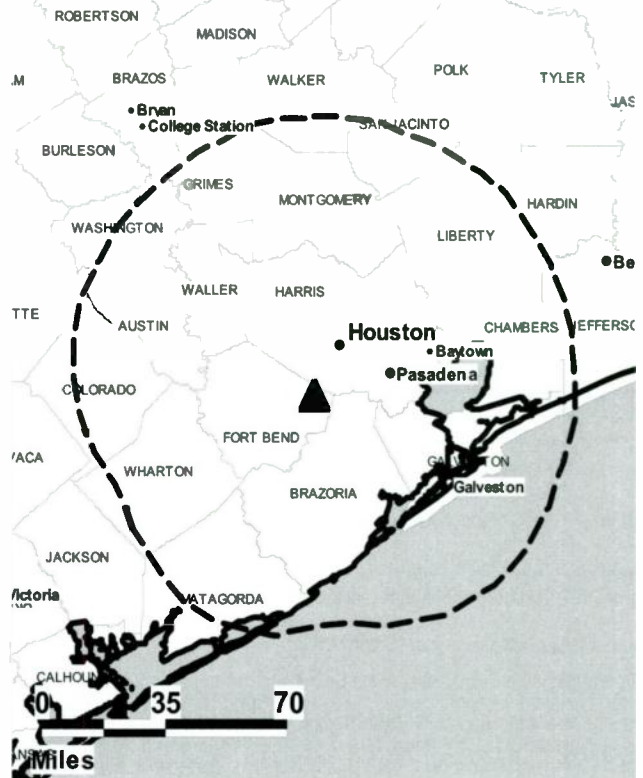 ROBERTSON
MADISON
BRAZOS
WALKER
POLK
TYLER
Bryan
College Station
SAN JACINTO
BURLESON
GRIMES
MONTGOMERY
HARDIN
WASHINGTON
LIBERTY
Be
WALLER
HARRIS
TTE
AUSTIN
Houston
CHAMBERS
Baytown
Pasadena
COLORADO
FORT BEND
GALVESTON
WHARTON
Galveston
BRAZORIA
JACKSON
MATAGORDA
Victoria
CALHOUN
0 35 70
Miles